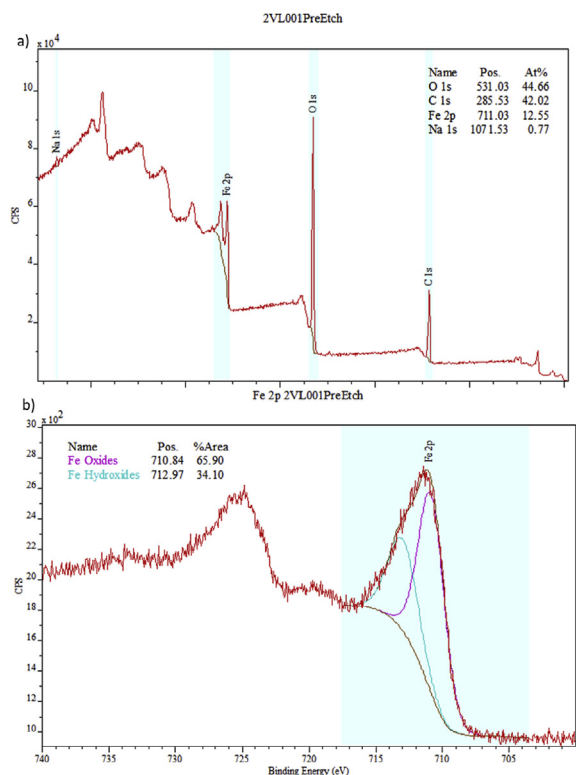 2VL001PreEtch
a)
x 10^4
Name Pos. At%
O 1s 531.03 44.66
C 1s 285.53 42.02
Fe 2p 711.03 12.55
Na 1s 1071.53 0.77
10
8
6
4
2
CPS
Na 1s
Fe 2p
O 1s
C 1s
Fe 2p 2VL001PreEtch
b)
x 10^2
Name Pos. %Area
Fe Oxides 710.84 65.90
Fe Hydroxides 712.97 34.10
30
28
26
24
22
20
18
16
14
12
10
CPS
Fe 2p
740 735 730 725 720 715 710 705
Binding Energy (eV)